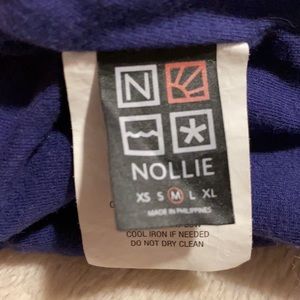 N
NOLLIE
XS S M L XL
MADE IN PHILIPPINES
COOL IRON IF NEEDED
DO NOT DRY CLEAN